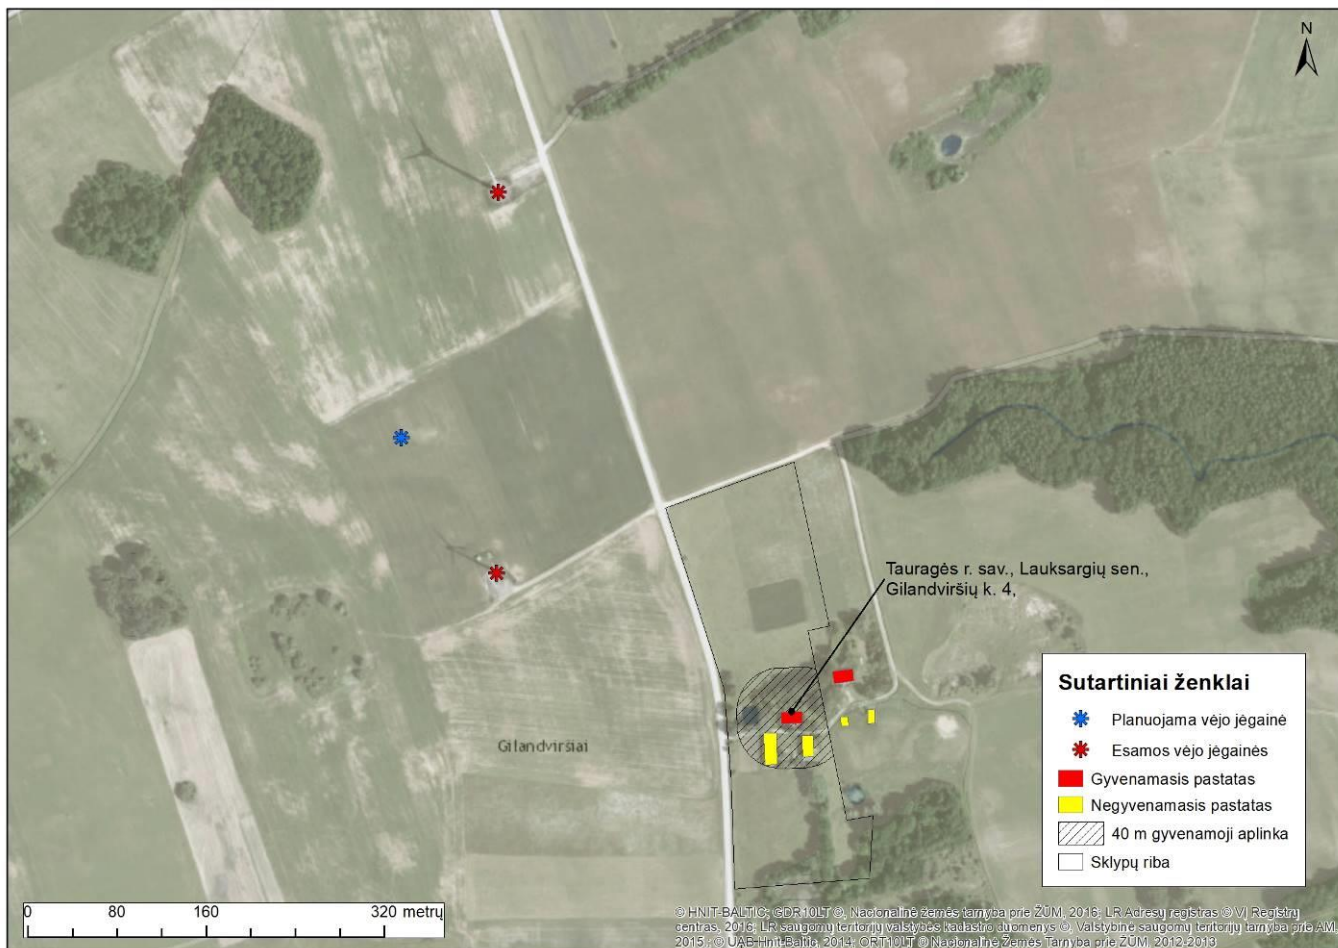 N
Tauragės r. sav., Lauksargių sen.,
Gilandviršių k. 4,
Sutartiniai ženklai
Planuojama vėjo jėgainė
Esamos vėjo jėgainės
Gyvenamasis pastatas
Negyvenamasis pastatas
40 m gyvenamoji aplinka
Sklypų riba
Gilandviršiai
0 80 160 320 metrų
© HNIT-BALTIC; GDR10LT ©, Nacionalinė žemės tarnyba prie ŽŪM, 2016; LR Adresų registras © VĮ Registrų
centras, 2016; LR saugomų teritorijų valstybės kadastro duomenys ©, Valstybinė saugomų teritorijų tarnyba prie AM,
2015 ; © UAB Hnit-Baltic, 2014; ORT10LT © Nacionalinė Žemės Tarnyba prie ŽŪM, 2012-2013